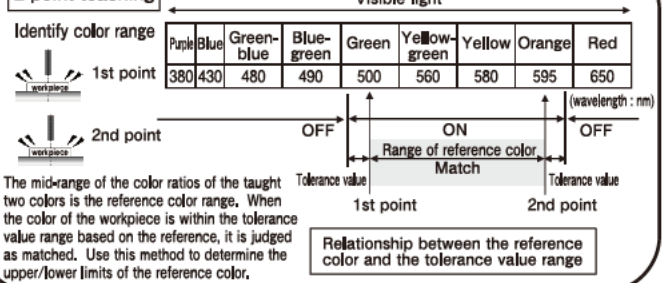 2-point teaching
Visible light
Identify color range
Purple Blue Green-blue Blue-green Green Yellow-green Yellow Orange Red
1st point 380 430 480 490 500 560 580 595 650
workpiece
(wavelength : nm)
2nd point OFF ON OFF
workpiece
Range of reference color
Match
Tolerance value Tolerance value
1st point 2nd point
The mid-range of the color ratios of the taught
two colors is the reference color range. When
the color of the workpiece is within the tolerance
value range based on the reference, it is judged
as matched. Use this method to determine the
upper/lower limits of the reference color.
Relationship between the reference
color and the tolerance value range